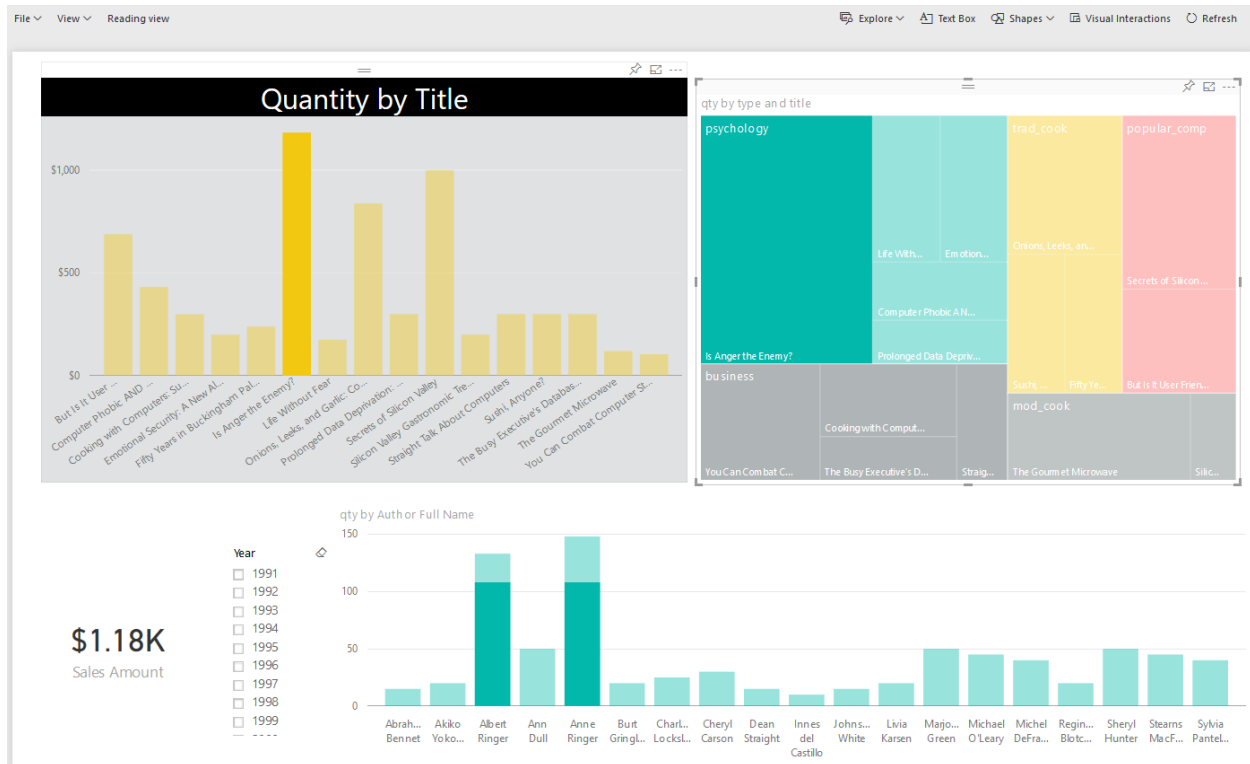 File View Reading view Explore Text Box Shapes Visual Interactions Refresh
Quantity by Title
$1,000
$500
$0
But Is It User ...
Computer Phobic AND ...
Cooking with Computers: Su...
Emotional Security: A New Al...
Fifty Years in Buckingham Pal...
Is Anger the Enemy?
Life Without Fear
Onions, Leeks, and Garlic: Co...
Prolonged Data Deprivation: ...
Secrets of Silicon Valley
Silicon Valley Gastronomic Tre...
Straight Talk About Computers
Sushi, Anyone?
The Busy Executive's Databas...
The Gourmet Microwave
You Can Combat Computer St...
qty by type and title
psychology
Is Anger the Enemy?
Life With...
Emotion...
Computer Phobic A N...
Prolonged Data Depriv...
trad_cook
Onions, Leeks, an...
Sushi, ...
Fifty Ye...
popular_comp
Secrets of Silicon...
But Is It User Frien...
business
You Can Combat C...
Cooking with Comput...
The Busy Executive's D...
Straig...
mod_cook
The Gourmet Microwave
Silic...
$1.18K
Sales Amount
Year
1991
1992
1993
1994
1995
1996
1997
1998
1999
qty by Author Full Name
150
100
50
0
Abrah... Bennet
Akiko Yoko...
Albert Ringer
Ann Dull
Anne Ringer
Burt Gringl...
Charl... Locksl...
Cheryl Carson
Dean Straight
Innes del Castillo
Johns... White
Livia Karsen
Marjo... Green
Michael O'Leary
Michel DeFra...
Regin... Blotc...
Sheryl Hunter
Stearns MacF...
Sylvia Pantel...